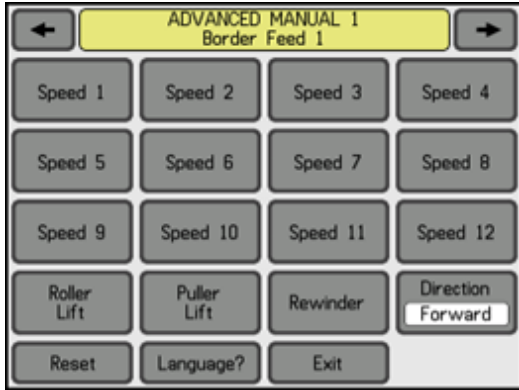 ADVANCED MANUAL 1
Border Feed 1
Speed 1
Speed 2
Speed 3
Speed 4
Speed 5
Speed 6
Speed 7
Speed 8
Speed 9
Speed 10
Speed 11
Speed 12
Roller
Lift
Puller
Lift
Rewinder
Direction
Forward
Reset
Language?
Exit